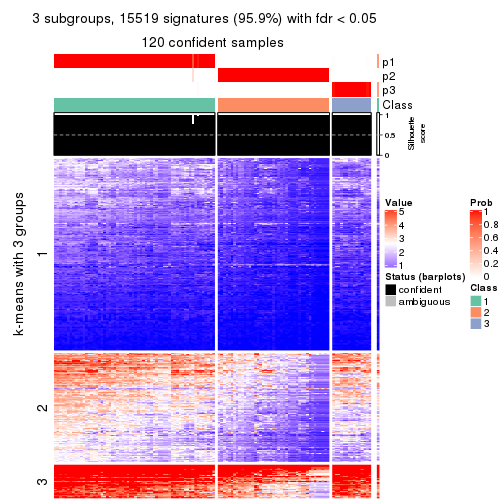 3 subgroups, 15519 signatures (95.9%) with fdr < 0.05
120 confident samples
p1
p2
p3
Class
1
0.5
0
Silhouette
score
k-means with 3 groups
1
2
3
Value
5
4
3
2
1
Status (barplots)
confident
ambiguous
Prob
1
0.8
0.6
0.4
0.2
0
Class
1
2
3